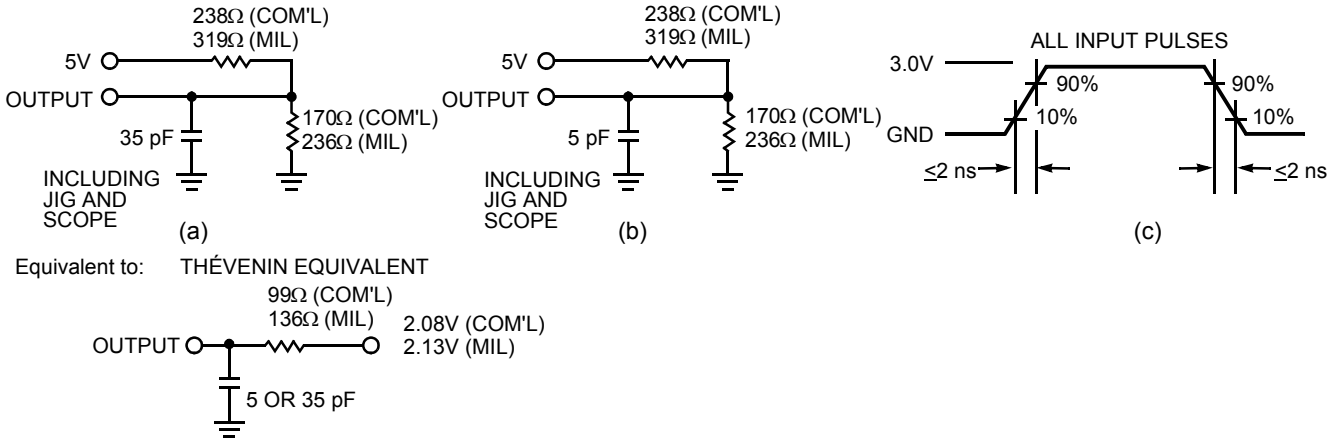 238Ω (COM'L)
319Ω (MIL)
5V
OUTPUT
35 pF
170Ω (COM'L)
236Ω (MIL)
INCLUDING
JIG AND
SCOPE
(a)
238Ω (COM'L)
319Ω (MIL)
5V
OUTPUT
5 pF
170Ω (COM'L)
236Ω (MIL)
INCLUDING
JIG AND
SCOPE
(b)
ALL INPUT PULSES
3.0V
90%
90%
10%
10%
GND
≤2 ns
≤2 ns
(c)
Equivalent to: THÉVENIN EQUIVALENT
99Ω (COM'L)
136Ω (MIL)
2.08V (COM'L)
2.13V (MIL)
OUTPUT
5 OR 35 pF